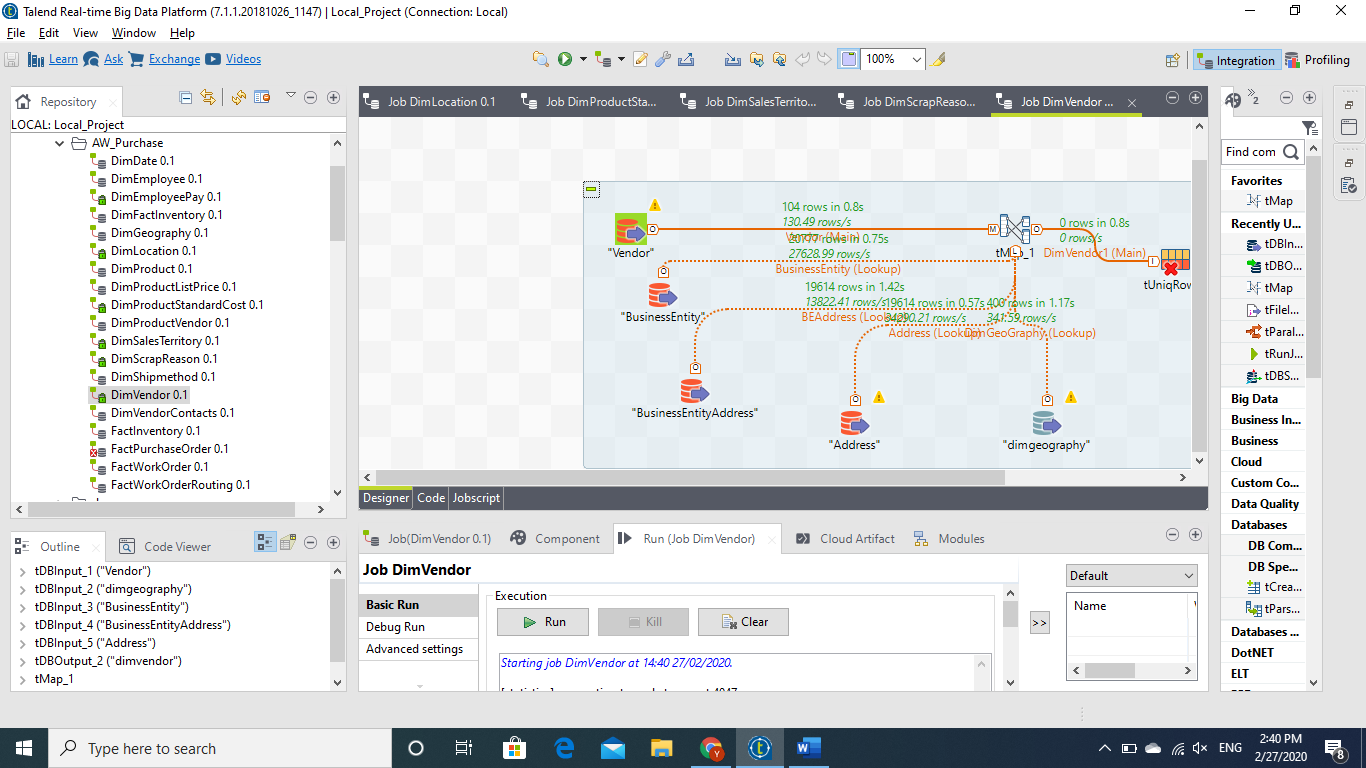 Talend Real-time Big Data Platform (7.1.1.20181026_1147) | Local_Project (Connection: Local)
File Edit View Window Help
Learn Ask Exchange Videos
100%
Integration Profiling
Repository
LOCAL: Local_Project
AW_Purchase
DimDate 0.1
DimEmployee 0.1
DimEmployeePay 0.1
DimFactInventory 0.1
DimGeography 0.1
DimLocation 0.1
DimProduct 0.1
DimProductListPrice 0.1
DimProductStandardCost 0.1
DimProductVendor 0.1
DimSalesTerritory 0.1
DimScrapReason 0.1
DimShipmethod 0.1
DimVendor 0.1
DimVendorContacts 0.1
FactInventory 0.1
FactPurchaseOrder 0.1
FactWorkOrder 0.1
FactWorkOrderRouting 0.1
Job DimLocation 0.1 Job DimProductSta... Job DimSalesTerrito... Job DimScrapReaso... Job DimVendor ...
104 rows in 0.8s
130.49 rows/s
(Main)
20777 rows in 0.75s
27628.99 rows/s
BusinessEntity (Lookup)
0 rows in 0.8s
0 rows/s
DimVendor1 (Main)
"Vendor"
tUniqRow
"BusinessEntity"
19614 rows in 1.42s
13822.41 rows/s
19614 rows in 0.57s
400 rows in 1.17s
341.59 rows/s
Address (Lookup)
DimGeoGraphy (Lookup)
"BusinessEntityAddress"
"Address"
"dimgeography"
Designer Code Jobscript
2
Find com
Favorites
tMap
Recently U...
tDBIn...
tDBO...
tMap
tFileI...
tParal...
tRunJ...
tDBS...
Big Data
Business In...
Business
Cloud
Custom Co...
Data Quality
Databases
DB Com...
DB Spe...
tCrea...
tPars...
Databases ...
DotNET
ELT
Outline Code Viewer
tDBInput_1 ("Vendor")
tDBInput_2 ("dimgeography")
tDBInput_3 ("BusinessEntity")
tDBInput_4 ("BusinessEntityAddress")
tDBInput_5 ("Address")
tDBOutput_2 ("dimvendor")
tMap_1
Job(DimVendor 0.1) Component Run (Job DimVendor) Cloud Artifact Modules
Job DimVendor
Basic Run
Debug Run
Advanced settings
Execution
Run Kill Clear
Starting job DimVendor at 14:40 27/02/2020.
>>
Default
Name
Type here to search
ENG
2:40 PM
2/27/2020
8